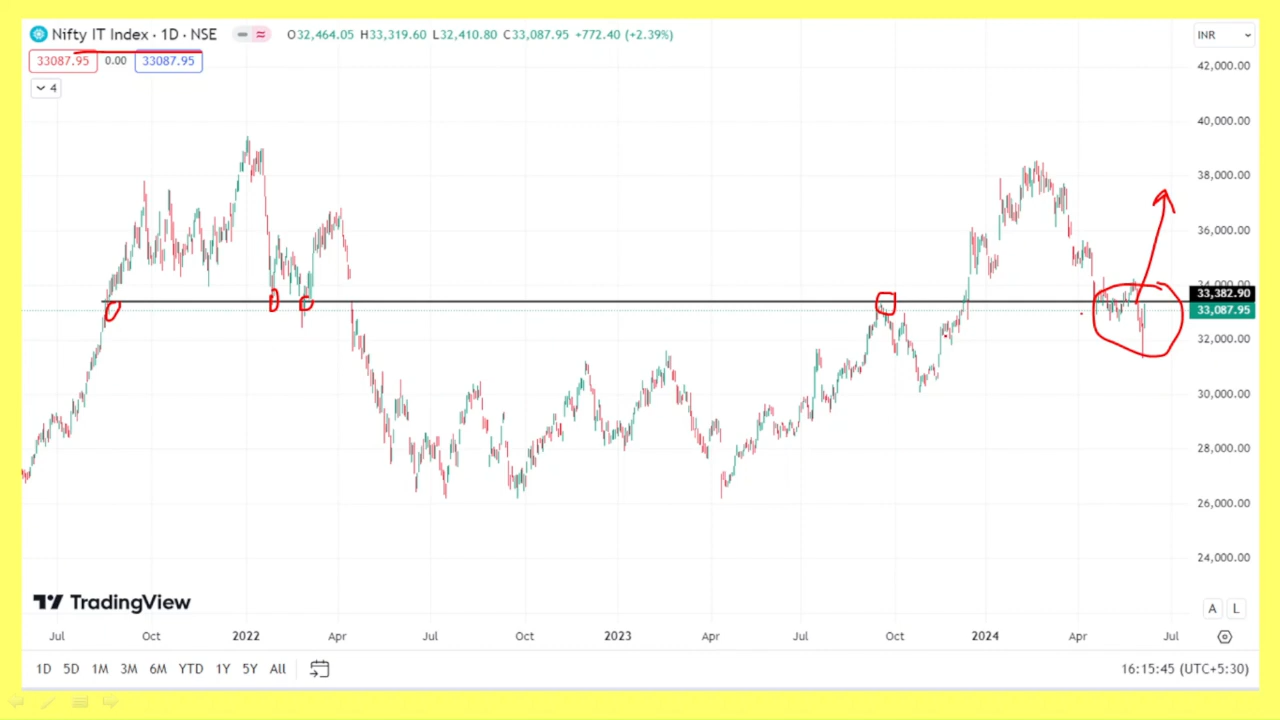 Nifty IT Index · 1D · NSE
O32,464.05 H33,319.60 L32,410.80 C33,087.95 +772.40 (+2.39%)
INR
33087.95 0.00 33087.95
4
42,000.00
40,000.00
38,000.00
36,000.00
34,000.00
33,382.90
33,087.95
32,000.00
30,000.00
28,000.00
26,000.00
24,000.00
TradingView
A L
Jul Oct 2022 Apr Jul Oct 2023 Apr Jul Oct 2024 Apr Jul
1D 5D 1M 3M 6M YTD 1Y 5Y All
16:15:45 (UTC+5:30)